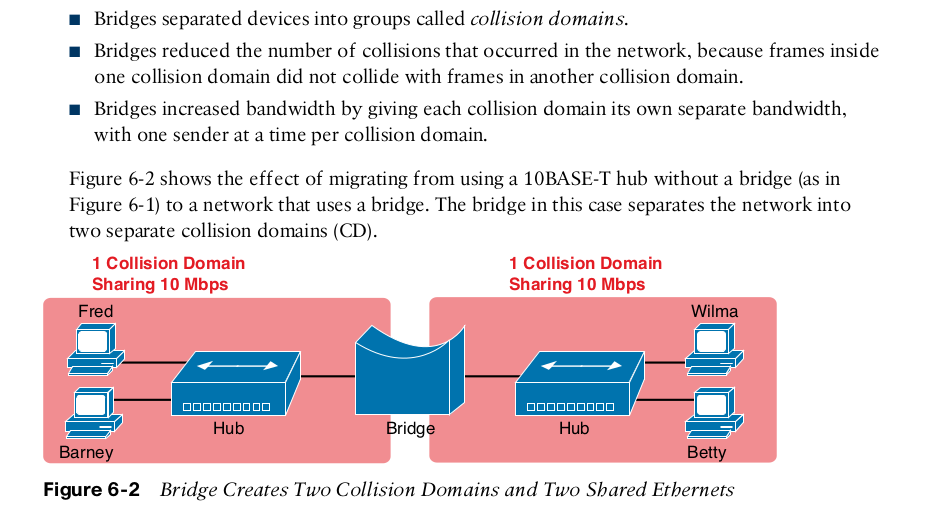 ■ Bridges separated devices into groups called collision domains.
■ Bridges reduced the number of collisions that occurred in the network, because frames inside
one collision domain did not collide with frames in another collision domain.
■ Bridges increased bandwidth by giving each collision domain its own separate bandwidth,
with one sender at a time per collision domain.
Figure 6-2 shows the effect of migrating from using a 10BASE-T hub without a bridge (as in
Figure 6-1) to a network that uses a bridge. The bridge in this case separates the network into
two separate collision domains (CD).
1 Collision Domain
Sharing 10 Mbps
1 Collision Domain
Sharing 10 Mbps
Fred
Wilma
Hub
Bridge
Hub
Barney
Betty
Figure 6-2 Bridge Creates Two Collision Domains and Two Shared Ethernets